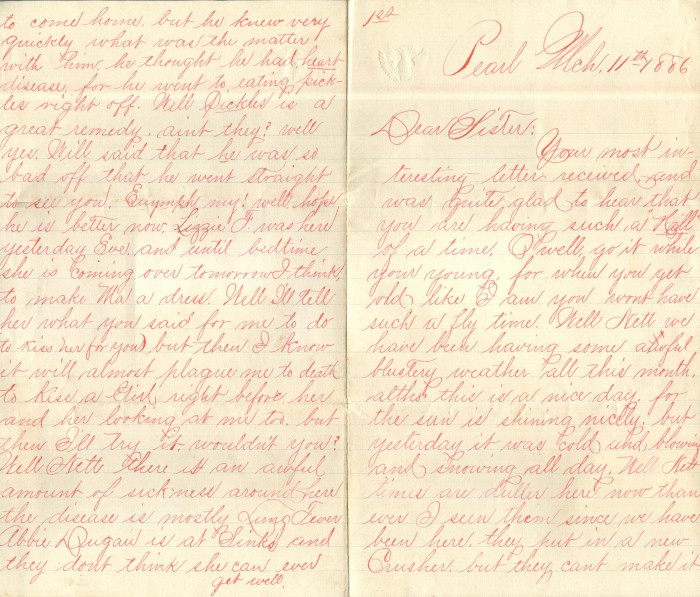 to come home, but he knew very
quickly what was the matter
with him, he thought he had heart
disease, for he went to eating pick-
les right off. Well Pickles is a
great remedy, aint they? well
yes. Will said that he was so
bad off that he went straight
to see you!, my! well hope
he is better now. Lizzie T was here
yesterday Eve, and until bedtime
she is Coming over tomorrow I think,
to make Ma a dress. Well Ill tell
her what you said for me to do
to Kiss her (for you) but then I know
it will almost plague me to death
to Kiss a Girl, right before her
and her looking at me too. but
then Ill try it, wouldn't you?
Well Nett There is an awful
amount of sickness around here
the disease is mostly Lung Fever
Abbie Dugan is at and
they dont think she can ever
get well.
1st
Pearl Mch. 11th 1886
Dear Sister:
Your most in-
teresting letter received, and
was quite glad to hear that
you are having such, a "Hall
of a time. O well, go it while
your young, for when you get
old like I am you wont have
such a fly time. Well Nett we
have been having some awful
blustery weather all this month.
altho this is a nice day, for
the sun is shining nicely, but
yesterday it was cold and blowing
and snowing all day. Well Nett
times are duller here now than
ever I seen them since we have
been here. they put in a new
Crusher. but they cant make it